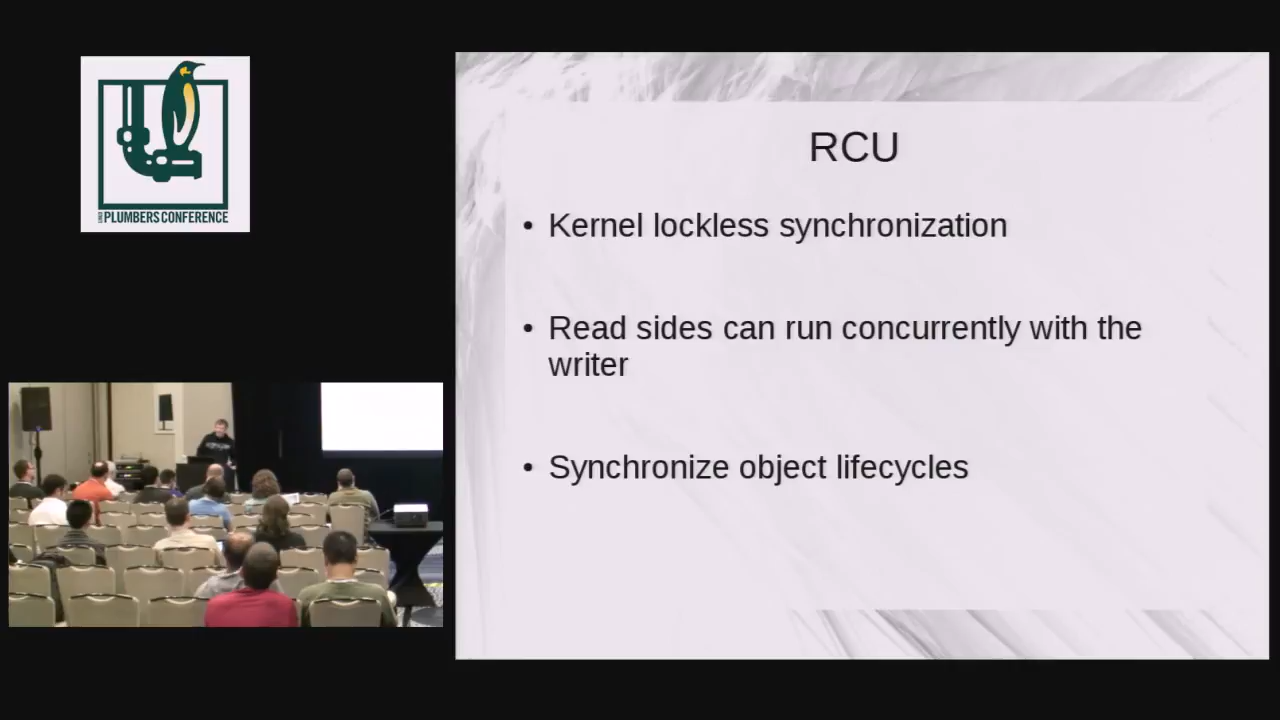 PLUMBERS CONFERENCE
RCU
• Kernel lockless synchronization
• Read sides can run concurrently with the
writer
• Synchronize object lifecycles